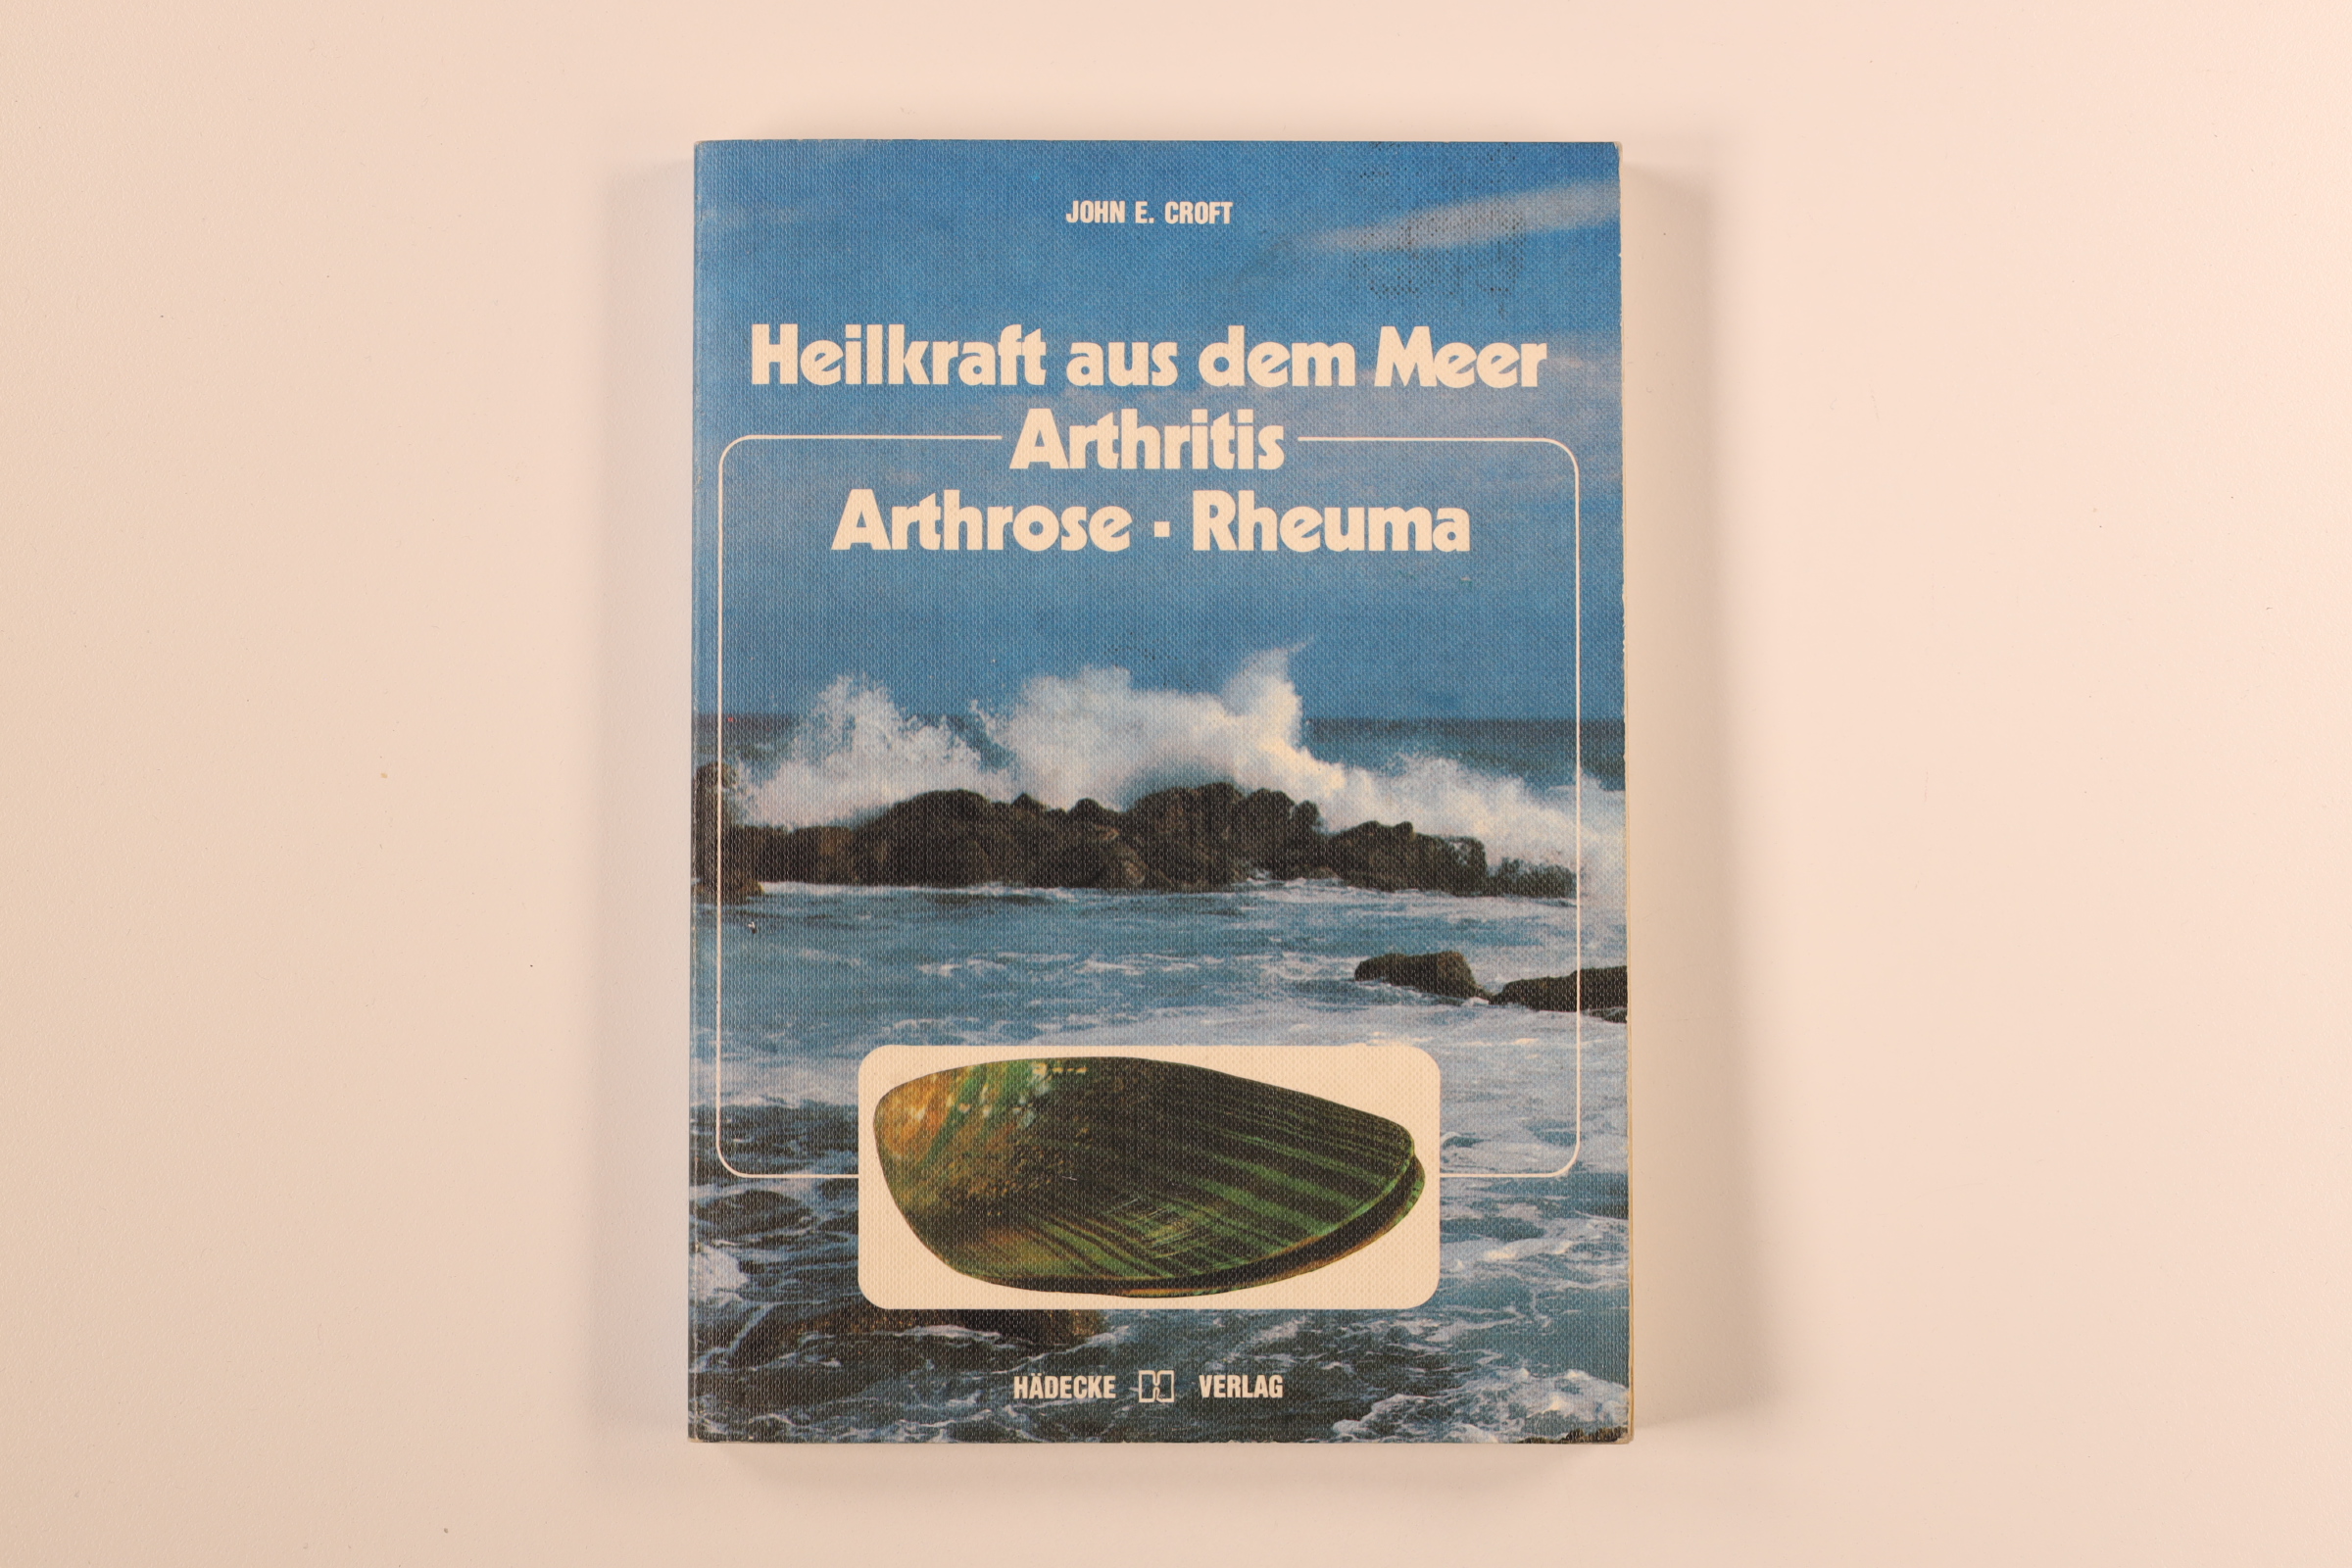 JOHN E. CROFT
Heilkraft aus dem Meer
Arthritis
Arthrose · Rheuma
HÄDECKE VERLAG